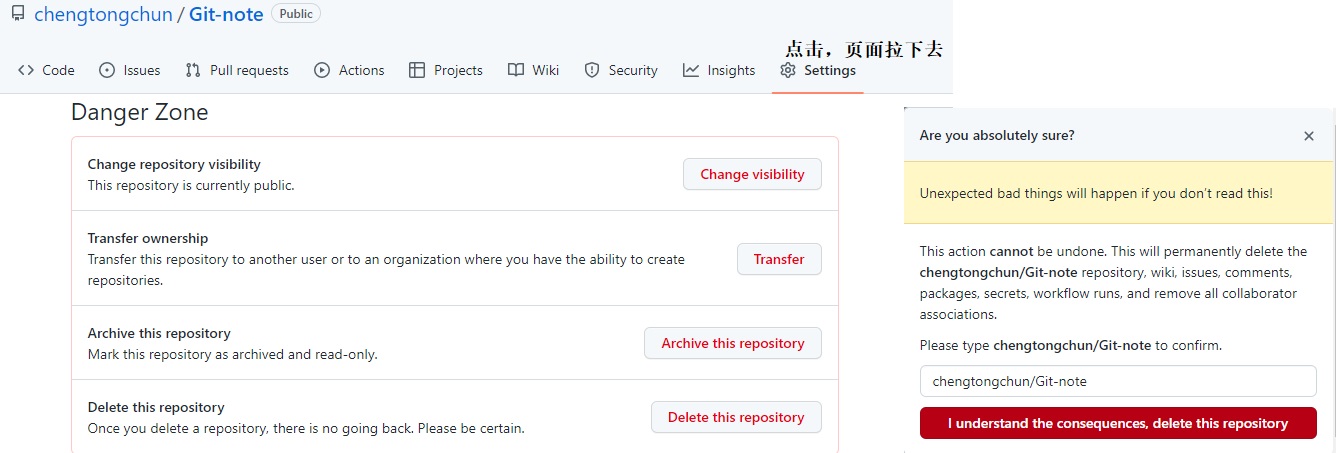 chengtongchun / Git-note Public
点击，页面拉下去
Code Issues Pull requests Actions Projects Wiki Security Insights Settings
Danger Zone
Change repository visibility
This repository is currently public.
Change visibility
Transfer ownership
Transfer this repository to another user or to an organization where you have the ability to create
repositories.
Transfer
Archive this repository
Mark this repository as archived and read-only.
Archive this repository
Delete this repository
Once you delete a repository, there is no going back. Please be certain.
Delete this repository
Are you absolutely sure?
Unexpected bad things will happen if you don’t read this!
This action cannot be undone. This will permanently delete the
chengtongchun/Git-note repository, wiki, issues, comments,
packages, secrets, workflow runs, and remove all collaborator
associations.
Please type chengtongchun/Git-note to confirm.
chengtongchun/Git-note
I understand the consequences, delete this repository